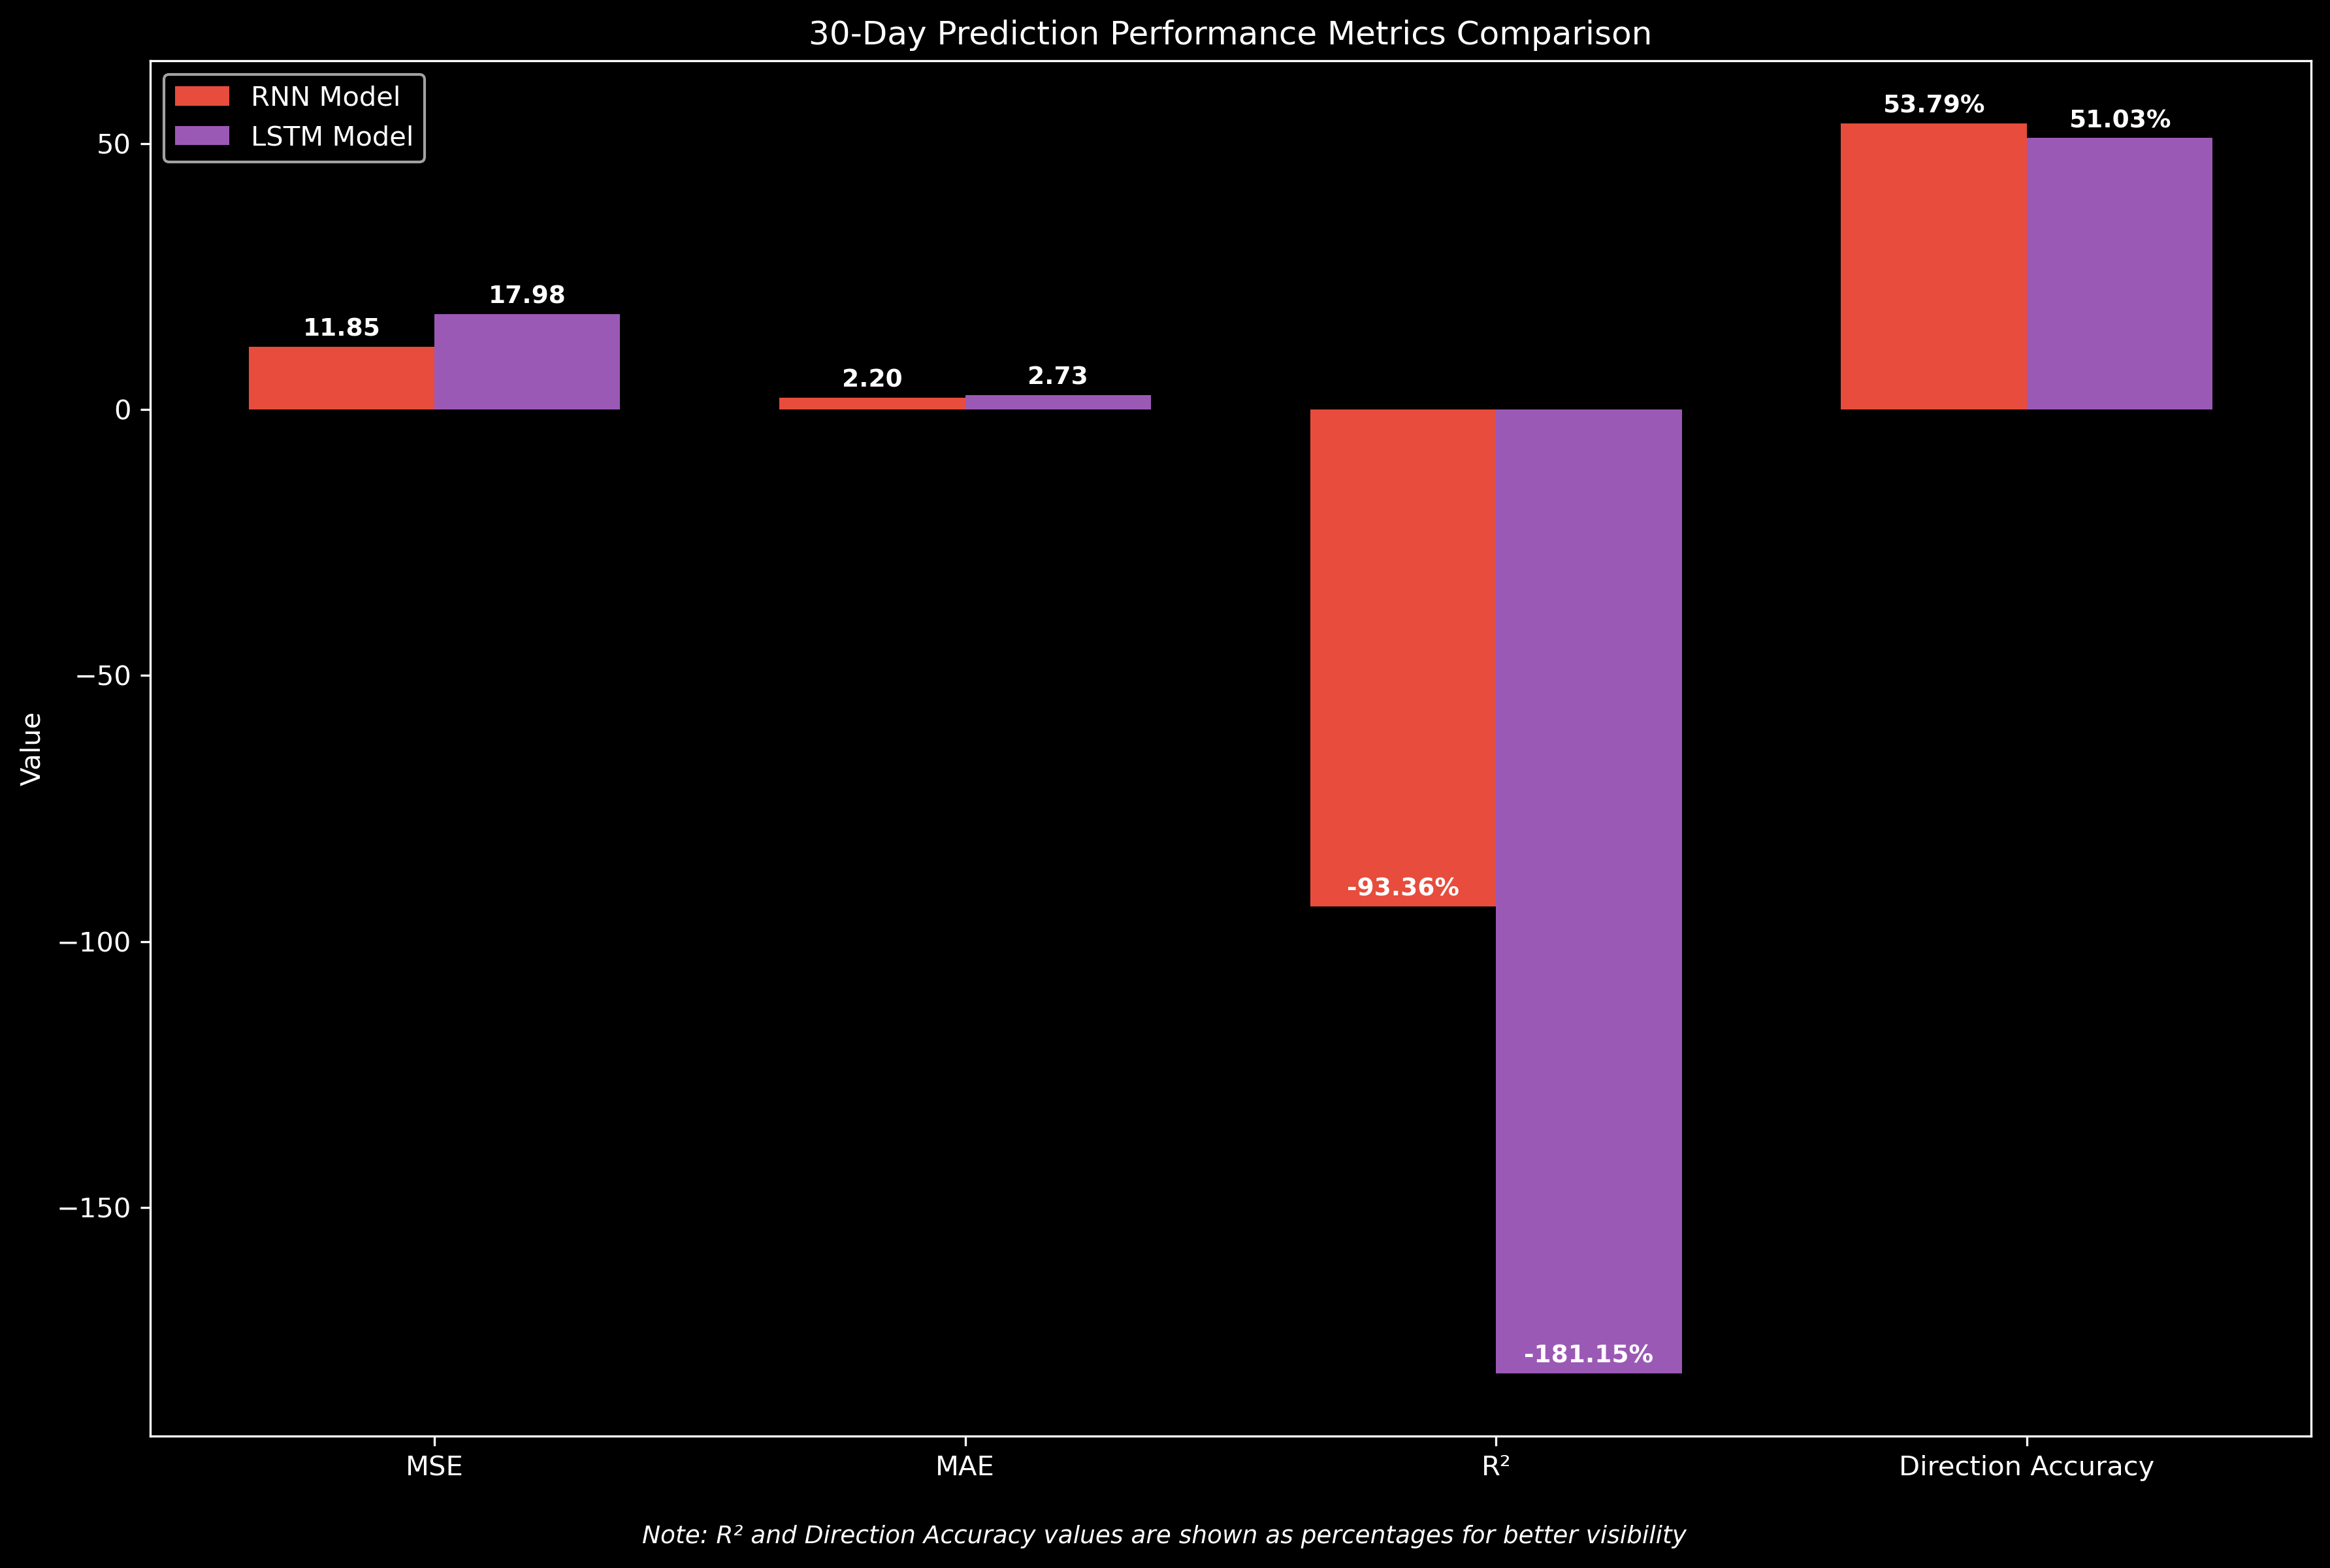 30-Day Prediction Performance Metrics Comparison
RNN Model
LSTM Model
53.79%
51.03%
50
17.98
11.85
2.20
2.73
0
−50
Value
-93.36%
−100
−150
-181.15%
MSE
MAE
R²
Direction Accuracy
Note: R² and Direction Accuracy values are shown as percentages for better visibility